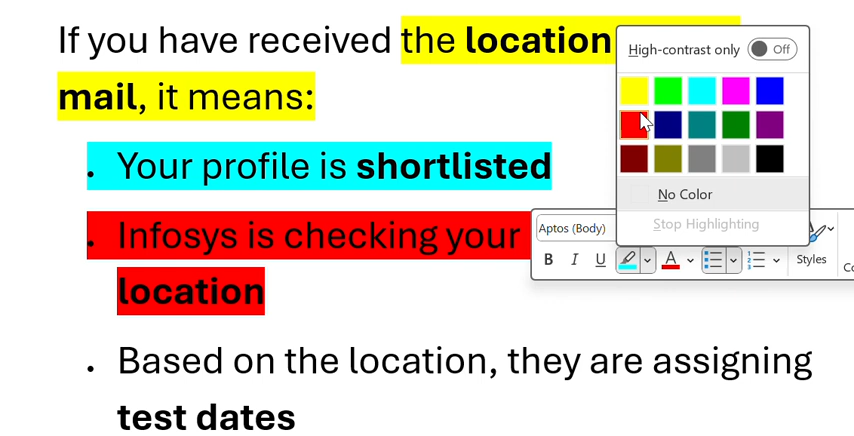 If you have received the location
mail, it means:
High-contrast only Off
• Your profile is shortlisted
No Color
Stop Highlighting
• Infosys is checking your
Aptos (Body)
B I U A Styles
location
• Based on the location, they are assigning
test dates